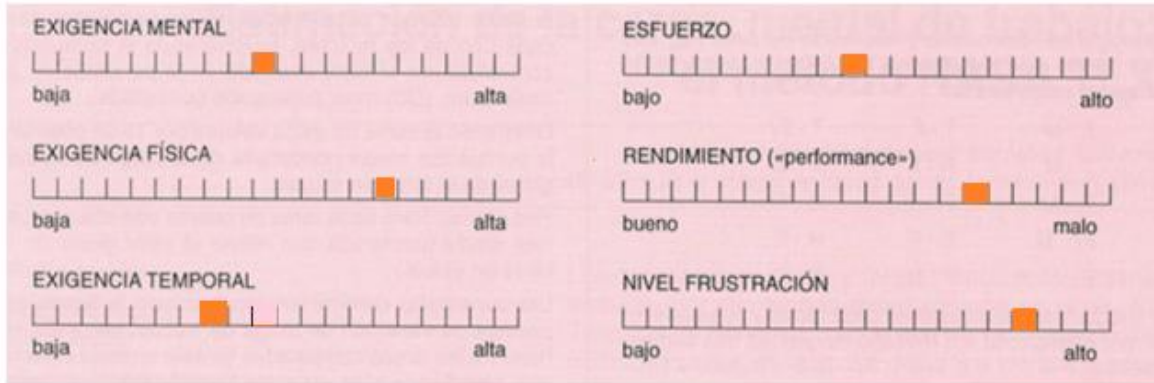 EXIGENCIA MENTAL
baja alta
EXIGENCIA FÍSICA
baja alta
EXIGENCIA TEMPORAL
baja alta
ESFUERZO
bajo alto
RENDIMIENTO («performance»)
bueno malo
NIVEL FRUSTRACIÓN
bajo alto